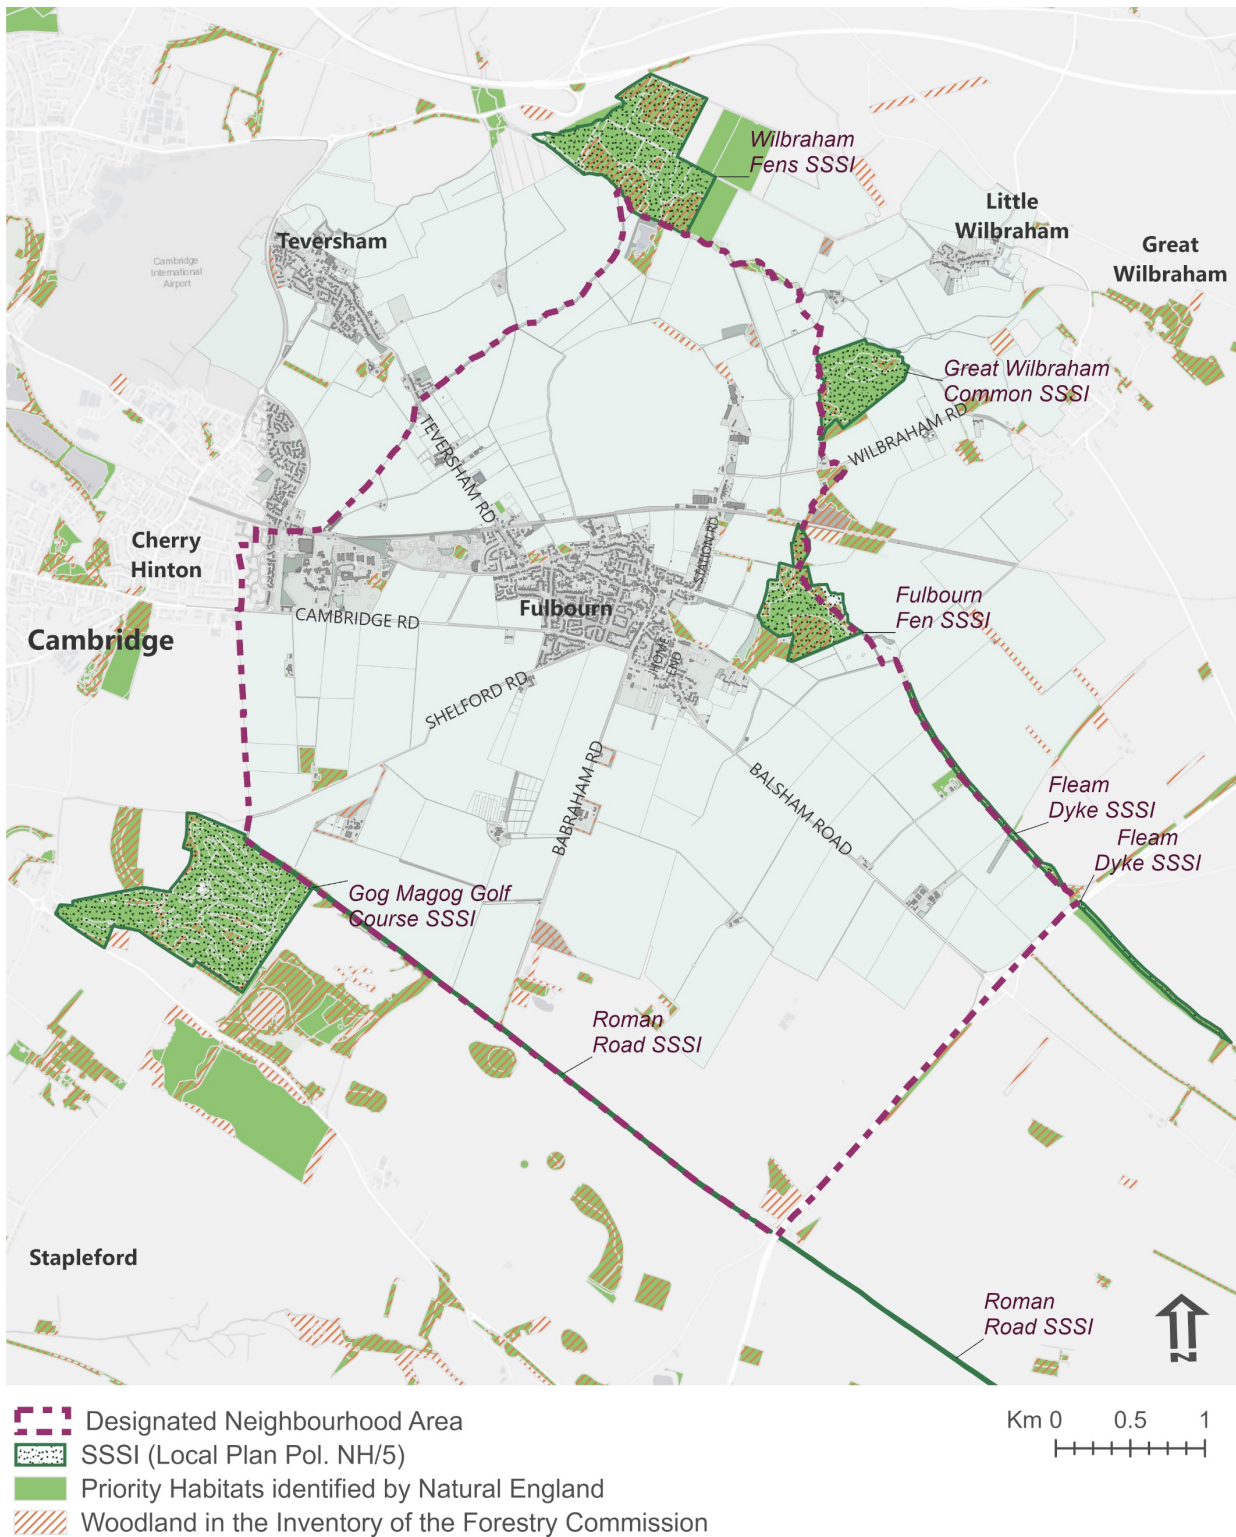 Wilbraham
Fens SSSI
Little
Wilbraham
Great
Wilbraham
Teversham
Cambridge
International
Airport
Great Wilbraham
Common SSSI
TEVERSHAM RD
WILBRAHAM RD
Cherry
Hinton
STATION RD
Fulbourn
Fulbourn
Fen SSSI
CAMBRIDGE RD
Cambridge
HOME
END
SHELFORD RD
BABRAHAM RD
BALSHAM ROAD
Fleam
Dyke SSSI
Fleam
Dyke SSSI
Gog Magog Golf
Course SSSI
Roman
Road SSSI
Stapleford
Roman
Road SSSI
N
Designated Neighbourhood Area
Km 0 0.5 1
SSSI (Local Plan Pol. NH/5)
Priority Habitats identified by Natural England
Woodland in the Inventory of the Forestry Commission